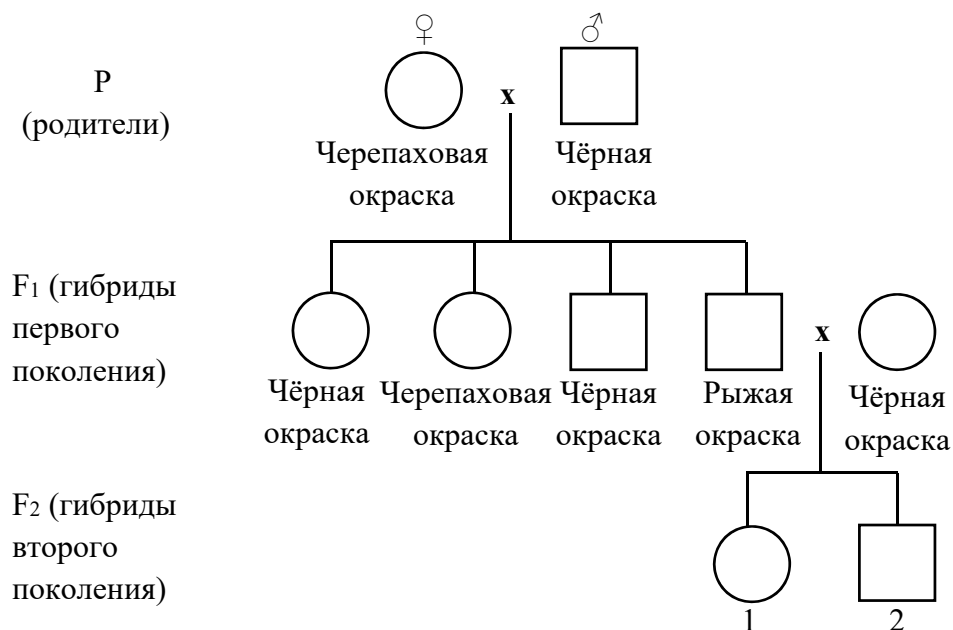 ♀ ♂
Р
(родители)
х
Черепаховая
окраска
Чёрная
окраска
F1 (гибриды
первого
поколения)
х
Чёрная
окраска
Черепаховая
окраска
Чёрная
окраска
Рыжая
окраска
Чёрная
окраска
F2 (гибриды
второго
поколения)
1 2